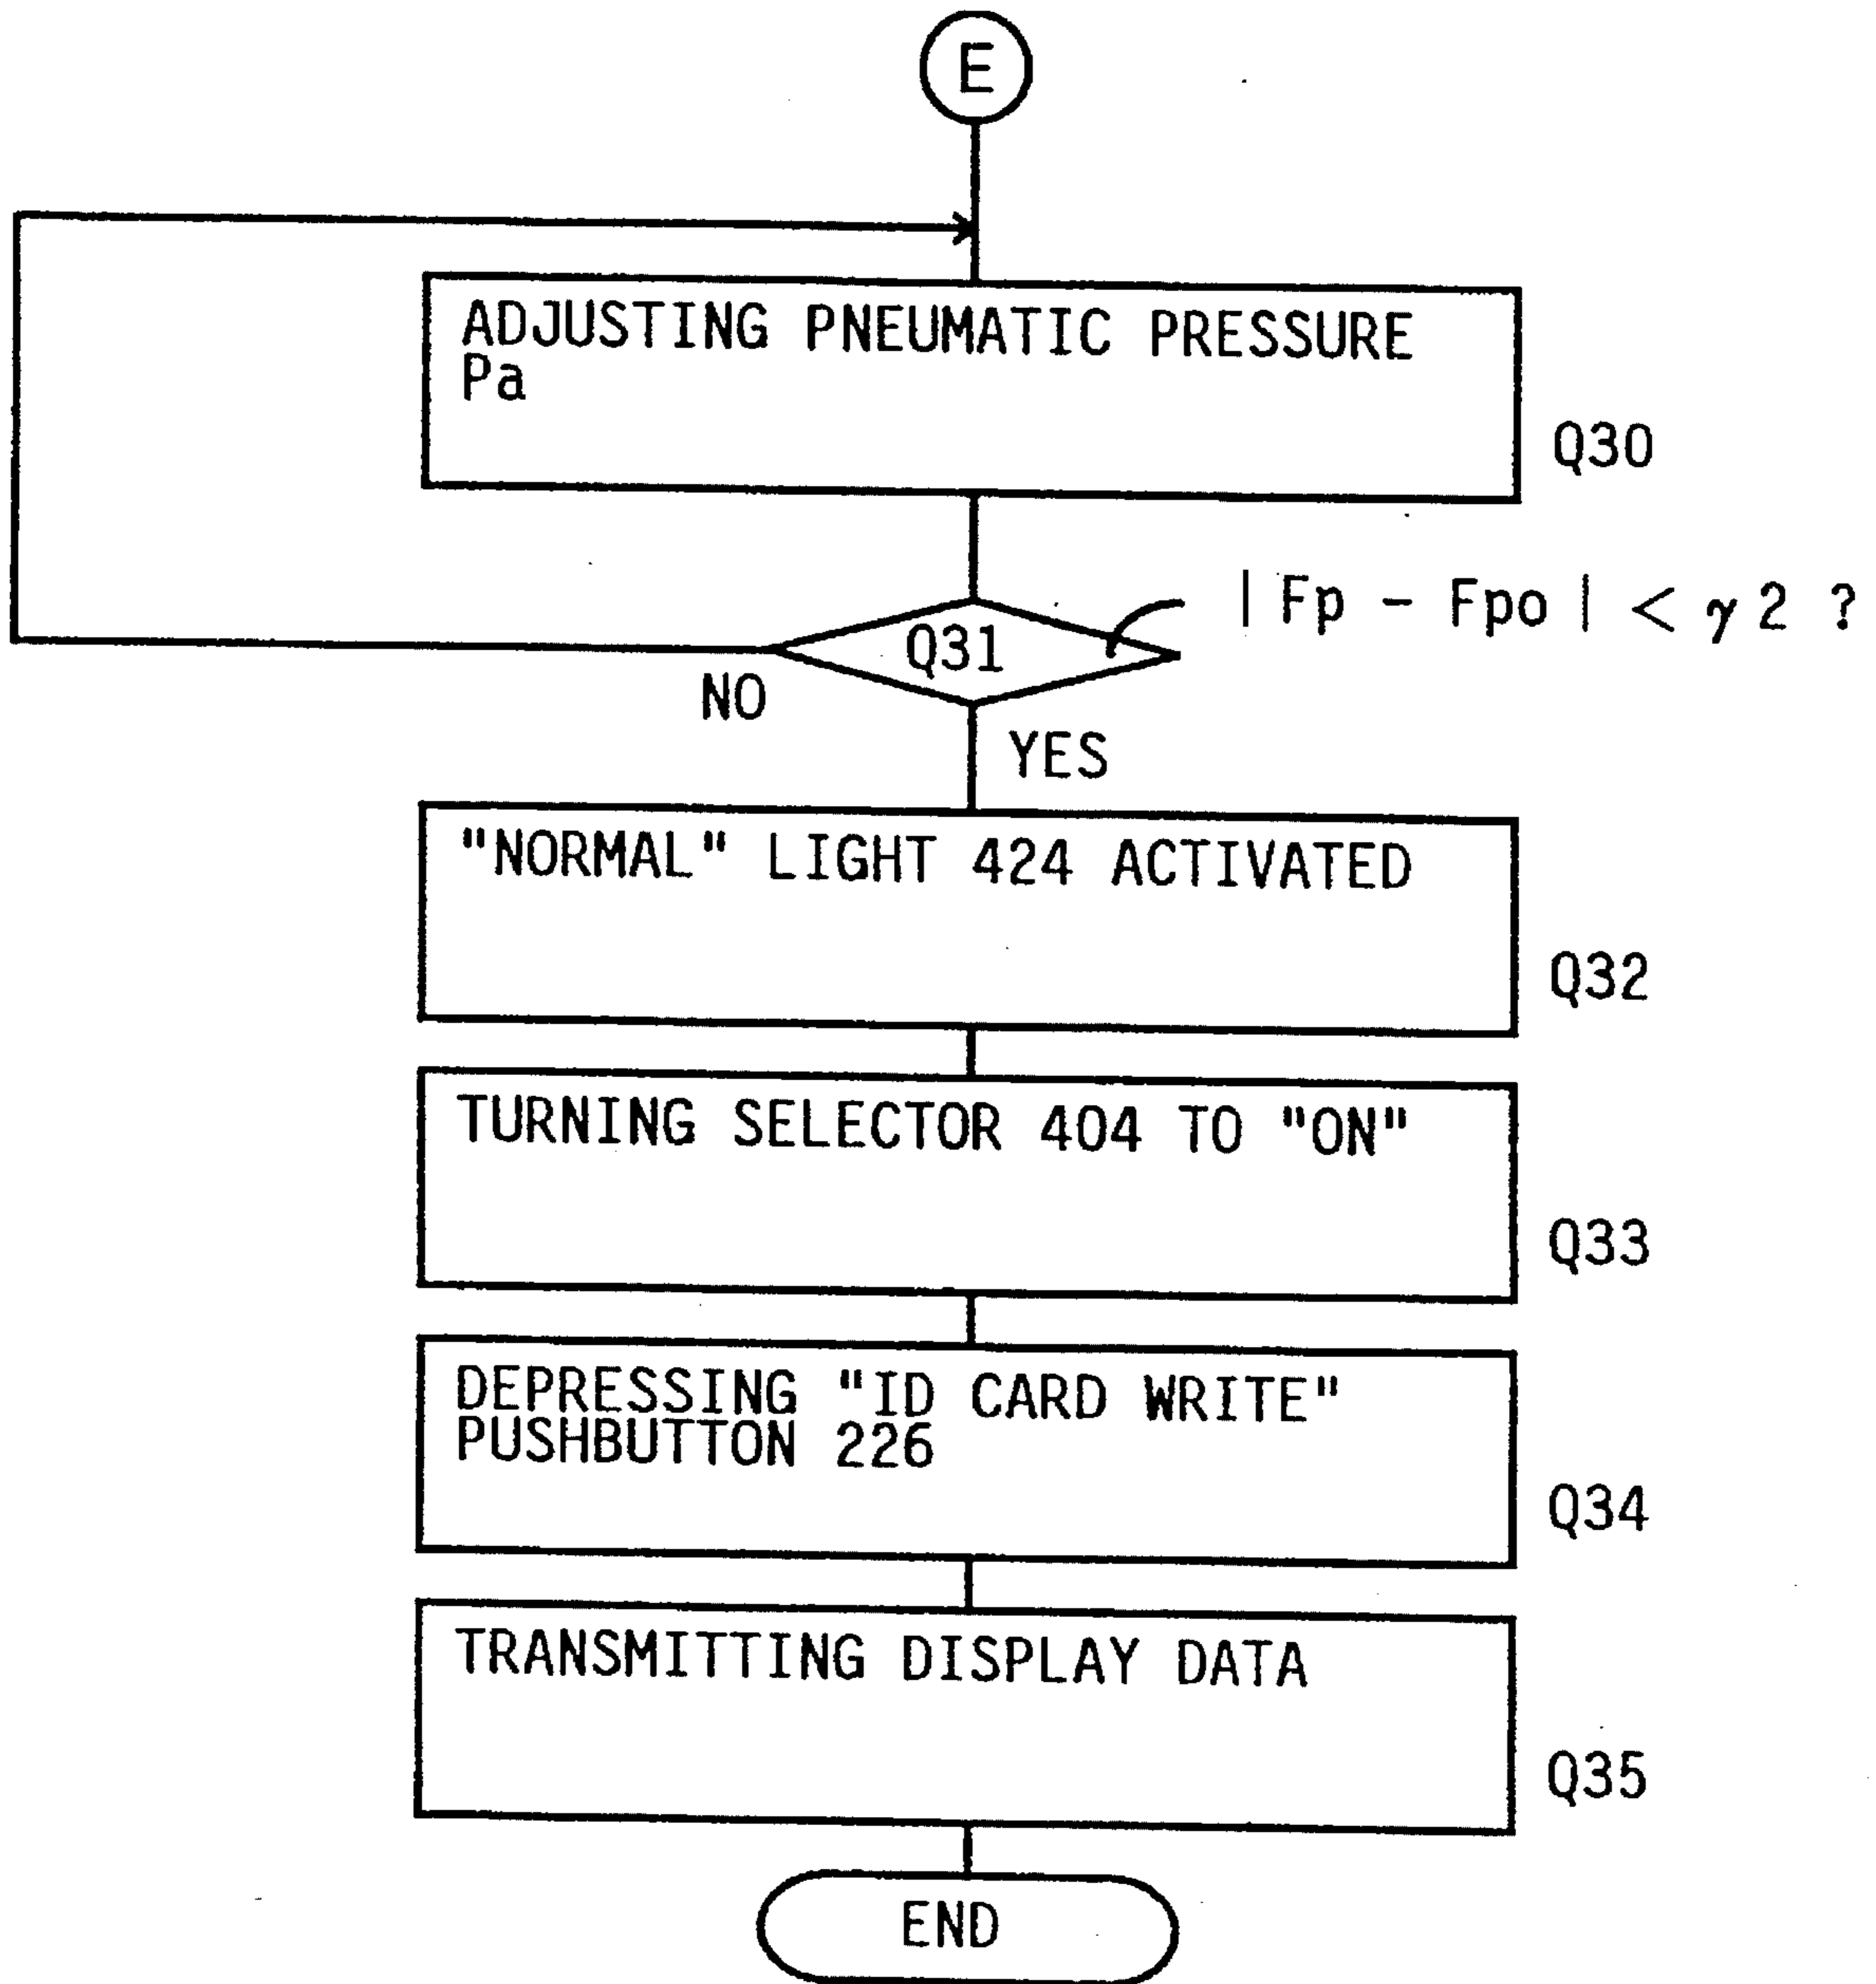 E
ADJUSTING PNEUMATIC PRESSURE
Pa
Q30
| Fp - Fpo | < γ2 ?
Q31
NO
YES
"NORMAL" LIGHT 424 ACTIVATED
Q32
TURNING SELECTOR 404 TO "ON"
Q33
DEPRESSING "ID CARD WRITE"
PUSHBUTTON 226
Q34
TRANSMITTING DISPLAY DATA
Q35
END